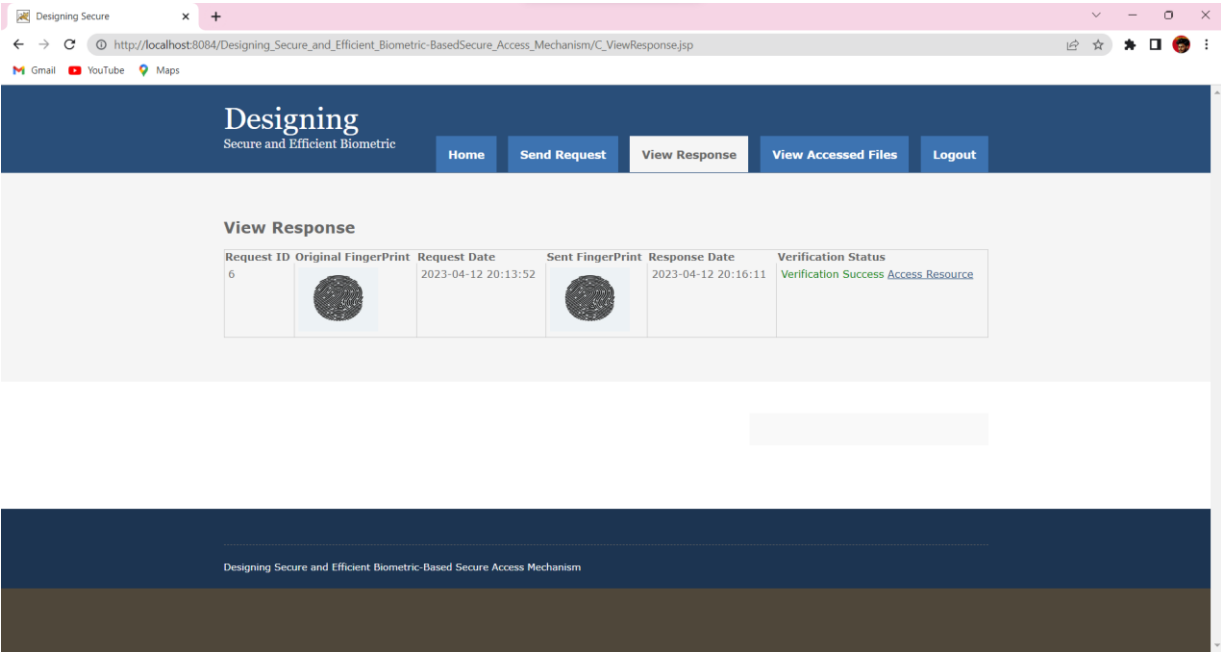 Designing Secure
http://localhost:8084/Designing_Secure_and_Efficient_Biometric-BasedSecure_Access_Mechanism/C_ViewResponse.jsp
Gmail YouTube Maps
Designing
Secure and Efficient Biometric
Home Send Request View Response View Accessed Files Logout
View Response
Request ID Original FingerPrint Request Date Sent FingerPrint Response Date Verification Status
6 2023-04-12 20:13:52 2023-04-12 20:16:11 Verification Success Access Resource
Designing Secure and Efficient Biometric-Based Secure Access Mechanism